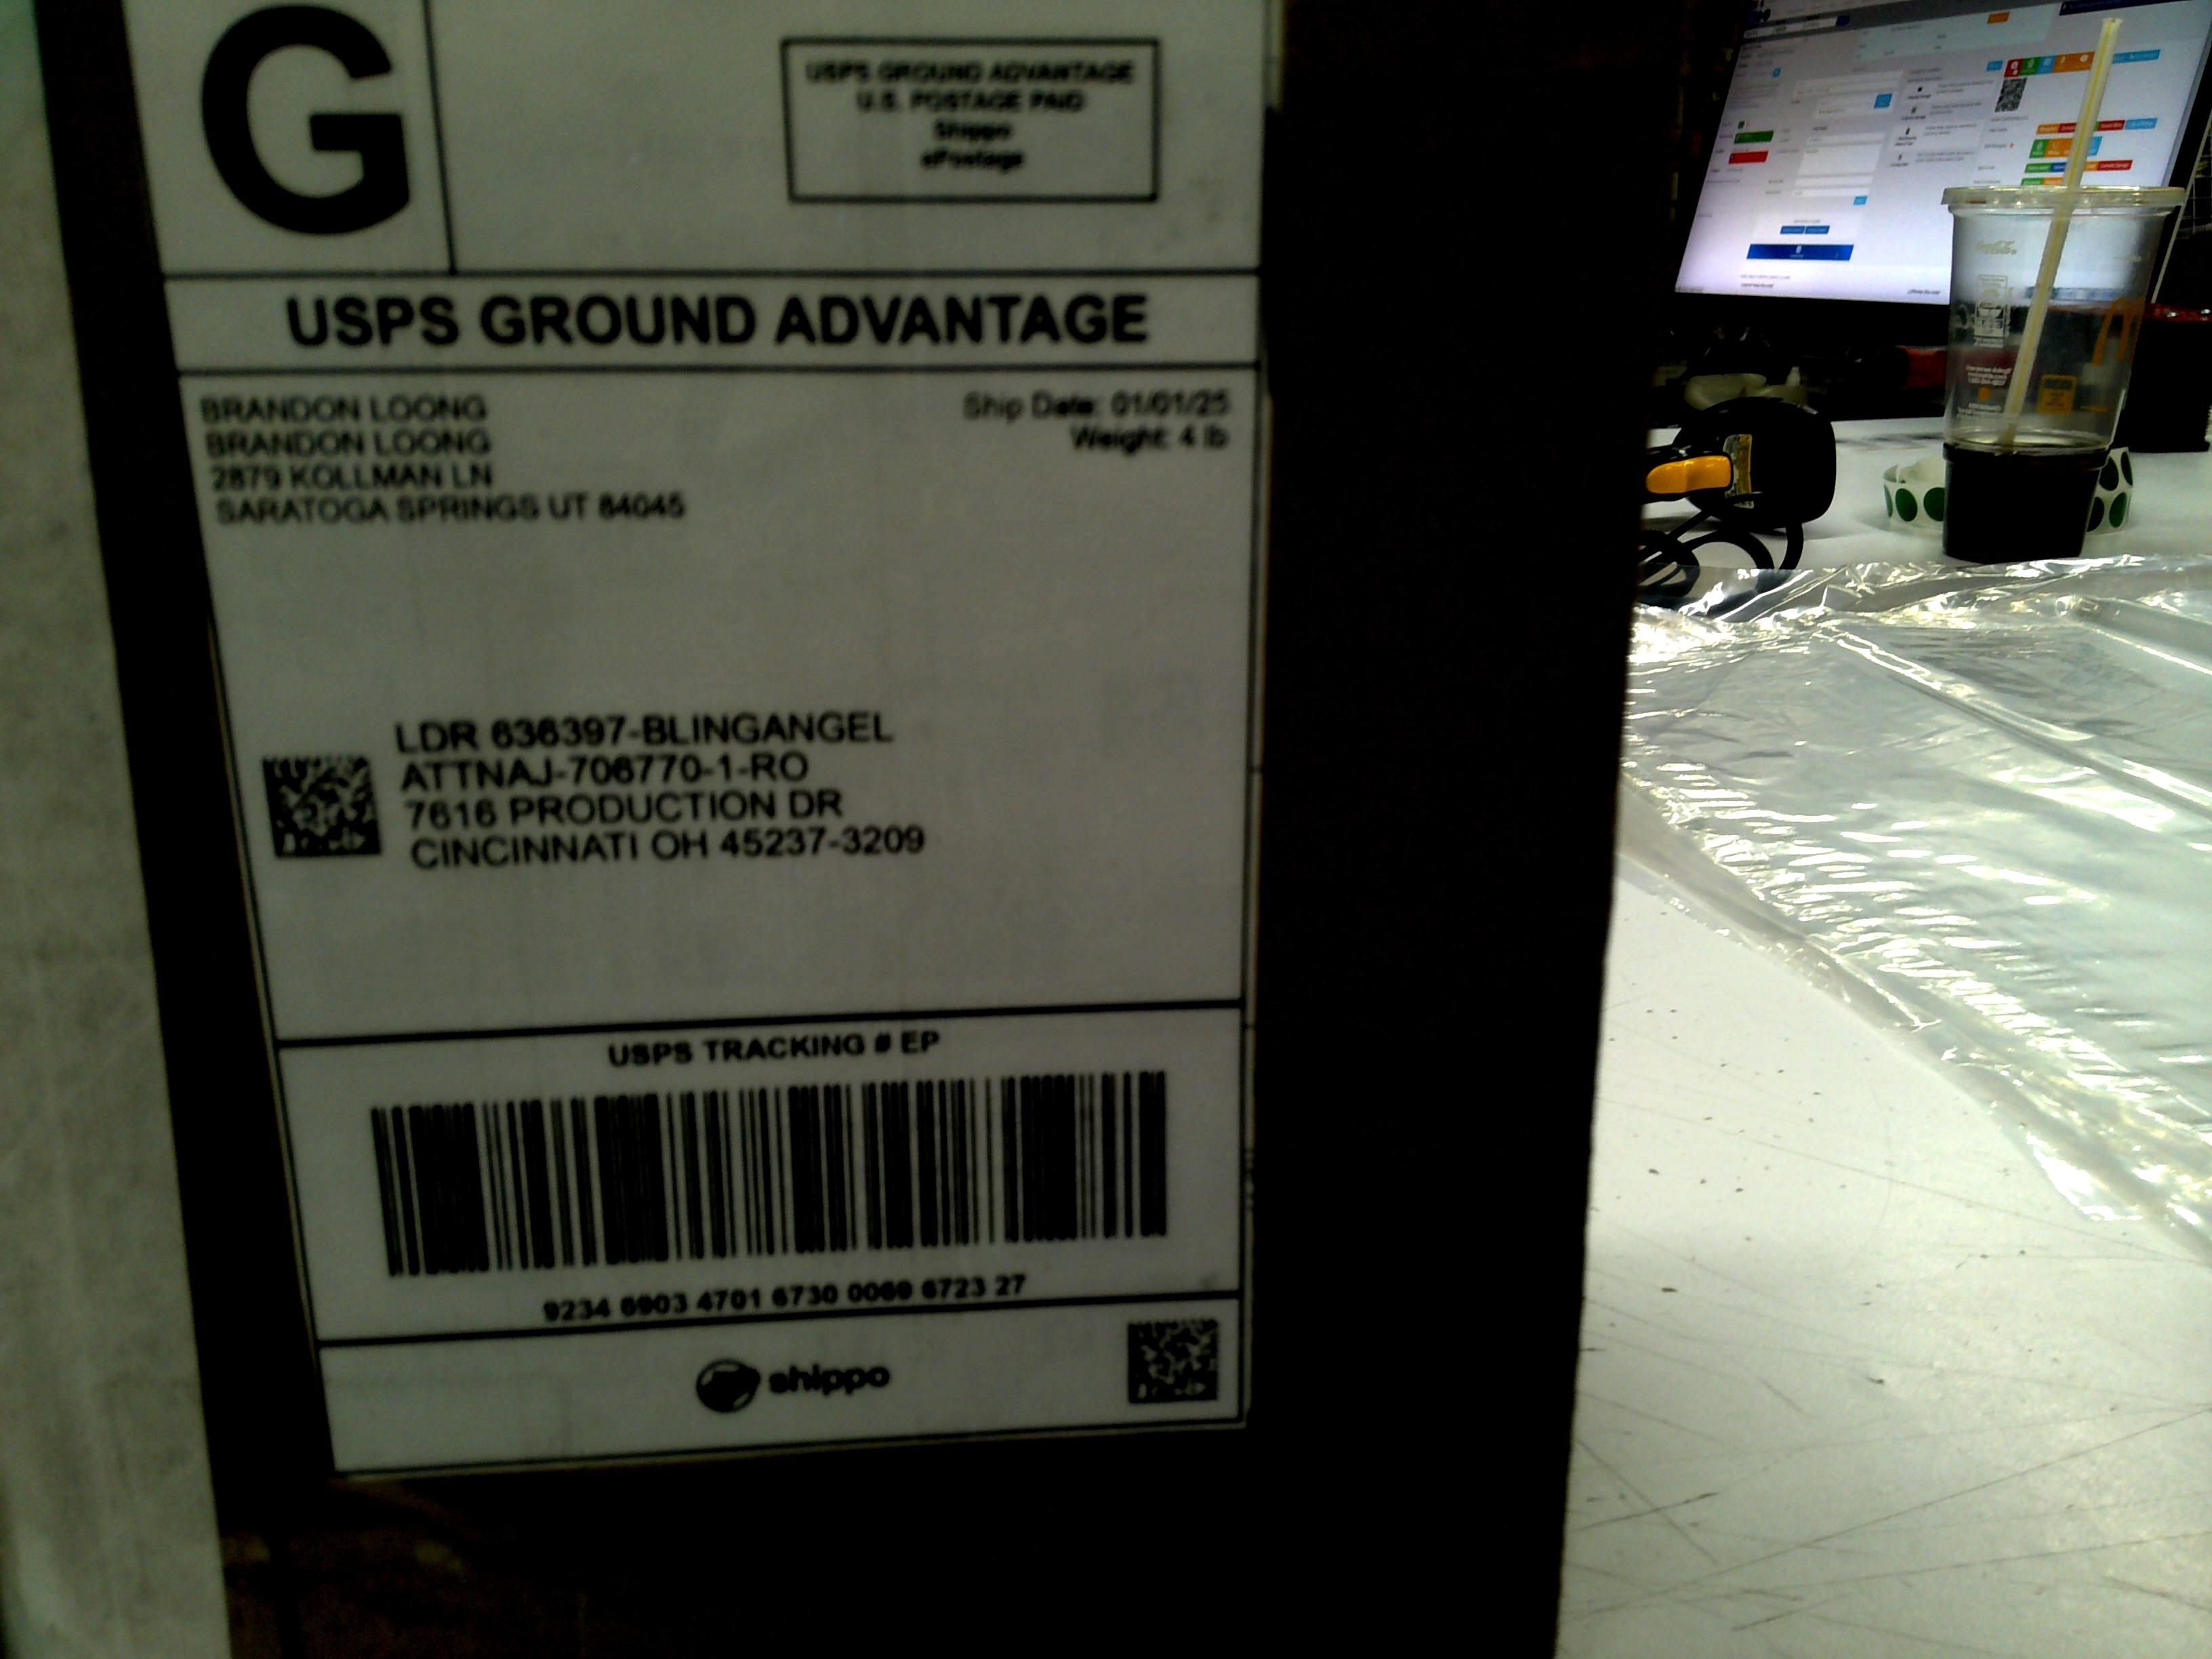 G
USPS GROUND ADVANTAGE
U.S. POSTAGE PAID
Shippo
ePostage
USPS GROUND ADVANTAGE
BRANDON LOONG
BRANDON LOONG
2879 KOLLMAN LN
SARATOGA SPRINGS UT 84045
Ship Date: 01/01/25
Weight: 4 lb
LDR 636397-BLINGANGEL
ATTNAJ-706770-1-RO
7616 PRODUCTION DR
CINCINNATI OH 45237-3209
USPS TRACKING # EP
9234 6903 4701 6730 0069 6723 27
shippo